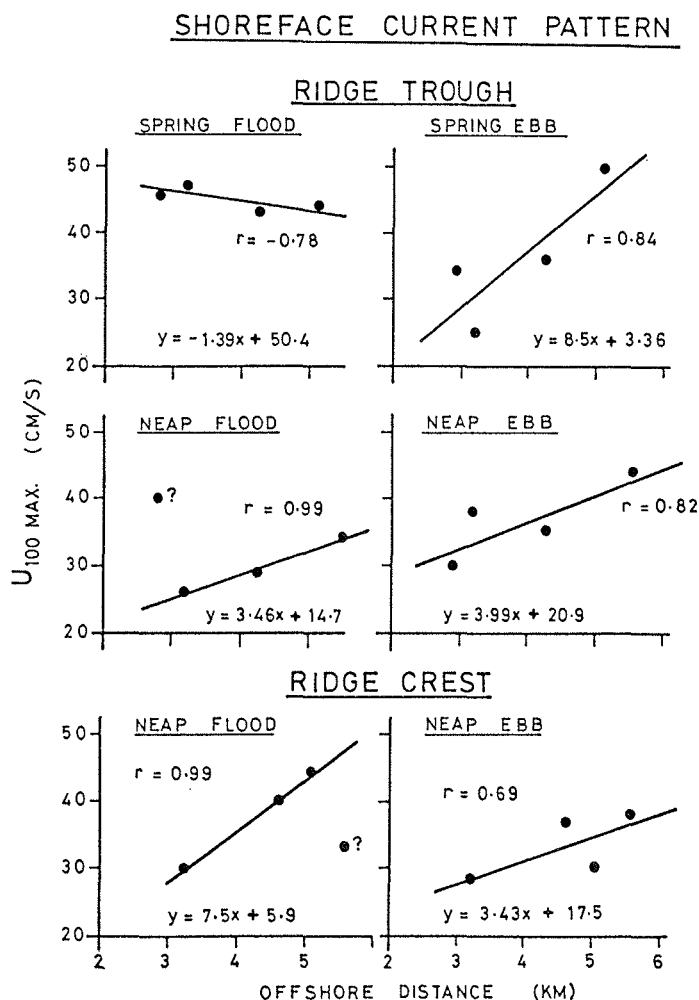 SHOREFACE CURRENT PATTERN
RIDGE TROUGH
SPRING FLOOD
SPRING EBB
50
40
30
20
r = -0·78
y = -1·39x + 50·4
r = 0·84
y = 8·5x + 3·36
U100 MAX. (CM/S)
NEAP FLOOD
NEAP EBB
50
40
30
20
?
r = 0·99
y = 3·46x + 14·7
r = 0·82
y = 3·99x + 20·9
RIDGE CREST
NEAP FLOOD
NEAP EBB
50
40
30
20
r = 0·99
?
y = 7·5x + 5·9
r = 0·69
y = 3·43x + 17·5
2 3 4 5 2 3 4 5 6
OFFSHORE DISTANCE (KM)